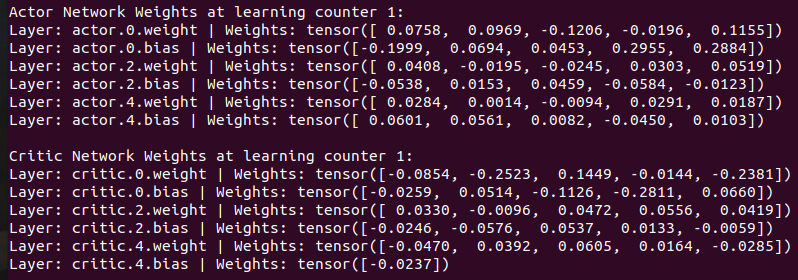 Actor Network Weights at learning counter 1:
Layer: actor.0.weight | Weights: tensor([ 0.0758,  0.0969, -0.1206, -0.0196,  0.1155])
Layer: actor.0.bias | Weights: tensor([-0.1999,  0.0694,  0.0453,  0.2955,  0.2884])
Layer: actor.2.weight | Weights: tensor([ 0.0408, -0.0195, -0.0245,  0.0303,  0.0519])
Layer: actor.2.bias | Weights: tensor([-0.0538,  0.0153,  0.0459, -0.0584, -0.0123])
Layer: actor.4.weight | Weights: tensor([ 0.0284,  0.0014, -0.0094,  0.0291,  0.0187])
Layer: actor.4.bias | Weights: tensor([ 0.0601,  0.0561,  0.0082, -0.0450,  0.0103])
Critic Network Weights at learning counter 1:
Layer: critic.0.weight | Weights: tensor([-0.0854, -0.2523,  0.1449, -0.0144, -0.2381])
Layer: critic.0.bias | Weights: tensor([-0.0259,  0.0514, -0.1126, -0.2811,  0.0660])
Layer: critic.2.weight | Weights: tensor([ 0.0330, -0.0096,  0.0472,  0.0556,  0.0419])
Layer: critic.2.bias | Weights: tensor([-0.0246, -0.0576,  0.0537,  0.0133, -0.0059])
Layer: critic.4.weight | Weights: tensor([-0.0470,  0.0392,  0.0605,  0.0164, -0.0285])
Layer: critic.4.bias | Weights: tensor([-0.0237])